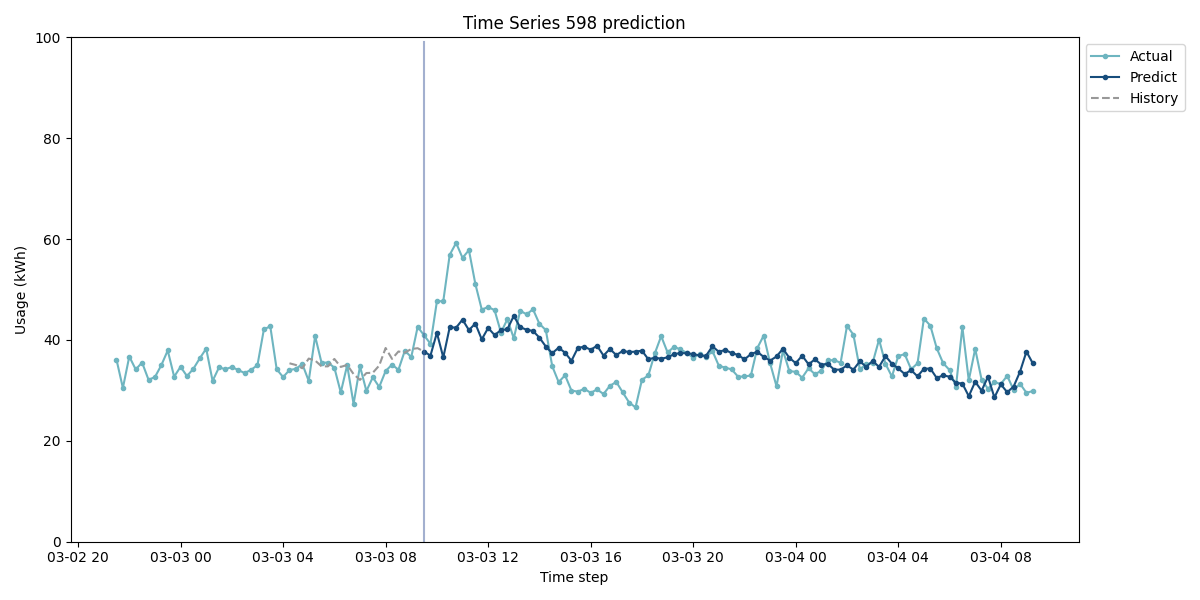 Time Series 598 prediction
100
80
60
40
20
0
Usage (kWh)
03-02 20 03-03 00 03-03 04 03-03 08 03-03 12 03-03 16 03-03 20 03-04 00 03-04 04 03-04 08
Time step
Actual
Predict
History